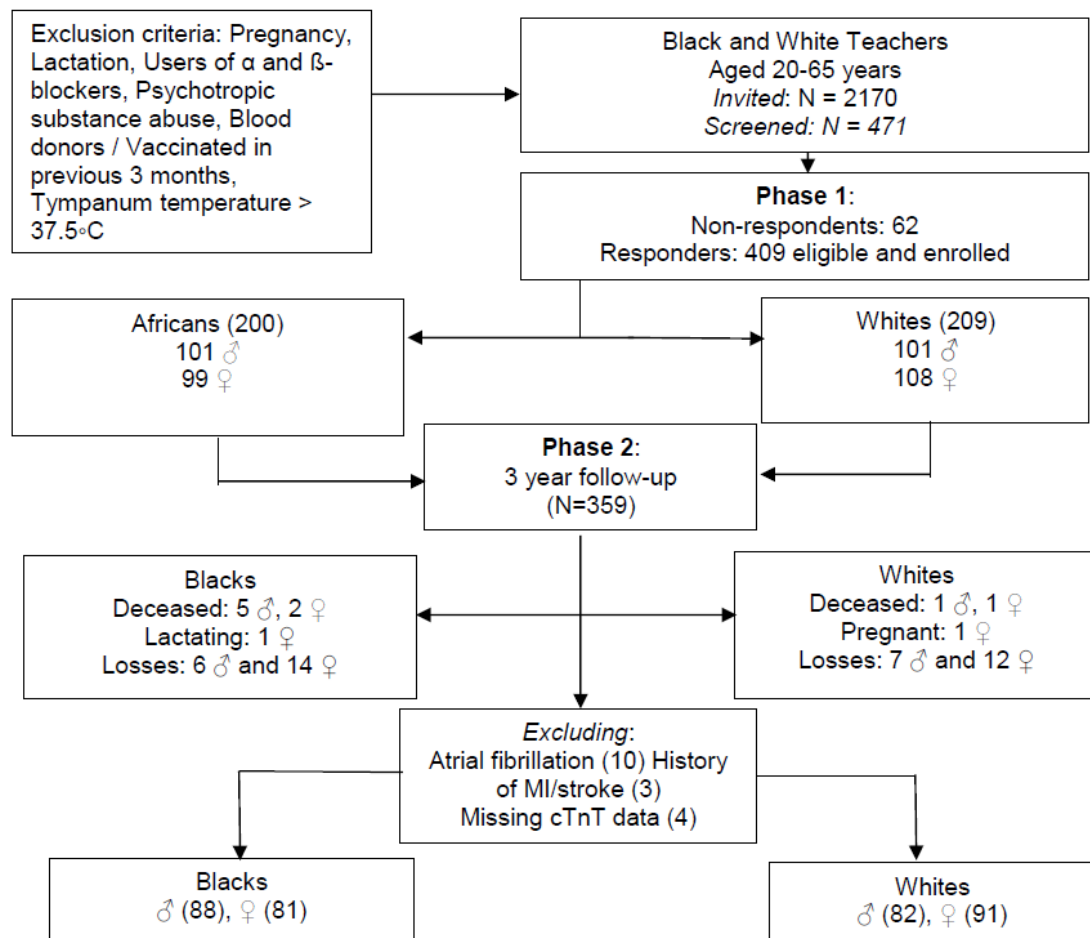 Exclusion criteria: Pregnancy,
Lactation, Users of α and ß-
blockers, Psychotropic
substance abuse, Blood
donors / Vaccinated in
previous 3 months,
Tympanum temperature >
37.5◦C
Black and White Teachers
Aged 20-65 years
Invited: N = 2170
Screened: N = 471
Phase 1:
Non-respondents: 62
Responders: 409 eligible and enrolled
Africans (200)
101 ♂
99 ♀
Whites (209)
101 ♂
108 ♀
Phase 2:
3 year follow-up
(N=359)
Blacks
Deceased: 5 ♂, 2 ♀
Lactating: 1 ♀
Losses: 6 ♂ and 14 ♀
Whites
Deceased: 1 ♂, 1 ♀
Pregnant: 1 ♀
Losses: 7 ♂ and 12 ♀
Excluding:
Atrial fibrillation (10) History
of MI/stroke (3)
Missing cTnT data (4)
Blacks
♂ (88), ♀ (81)
Whites
♂ (82), ♀ (91)